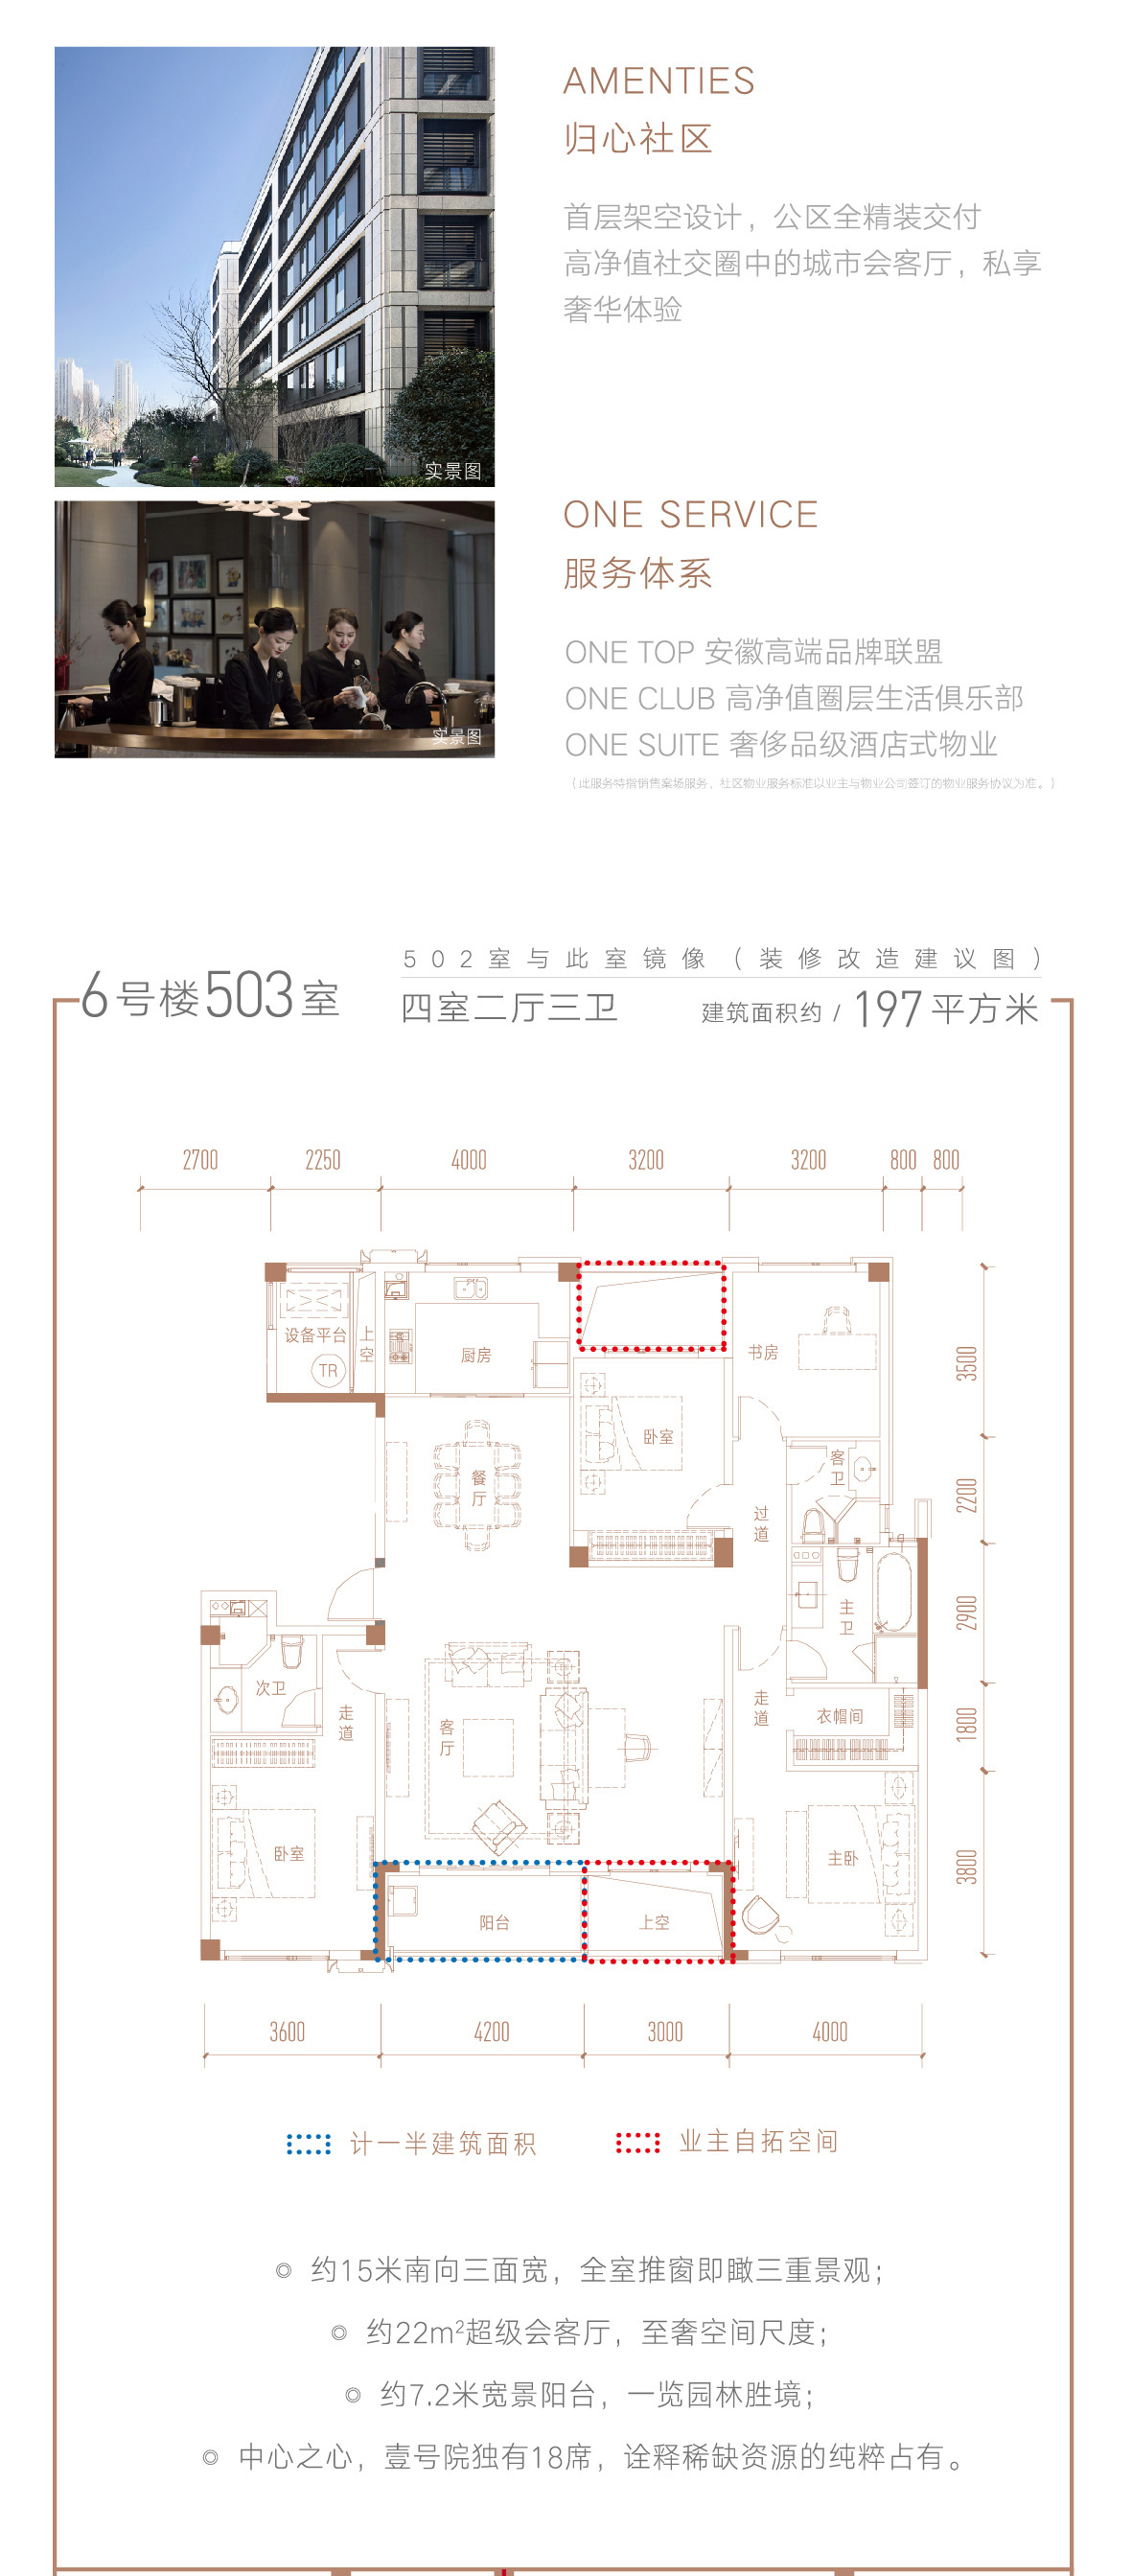 AMENTIES
归心社区
首层架空设计，公区全精装交付
高净值社交圈中的城市会客厅，私享
奢华体验
实景图
ONE SERVICE
服务体系
ONE TOP 安徽高端品牌联盟
ONE CLUB 高净值圈层生活俱乐部
ONE SUITE 奢侈品级酒店式物业
（此服务特指销售案场服务，社区物业服务标准以业主与物业公司签订的物业服务协议为准。）
实景图
502室与此室镜像（装修改造建议图）
6号楼503室
四室二厅三卫
建筑面积约 / 197平方米
2700 2250 4000 3200 3200 800 800
设备平台
上空
TR
厨房
书房
3500
卧室
餐厅
客卫
过道
2200
主卫
2900
次卫
走道
客厅
走道
衣帽间
1800
卧室
主卧
3800
阳台
上空
3600 4200 3000 4000
计一半建筑面积
业主自拓空间
◎ 约15米南向三面宽，全室推窗即瞰三重景观；
◎ 约22m²超级会客厅，至奢空间尺度；
◎ 约7.2米宽景阳台，一览园林胜境；
◎ 中心之心，壹号院独有18席，诠释稀缺资源的纯粹占有。